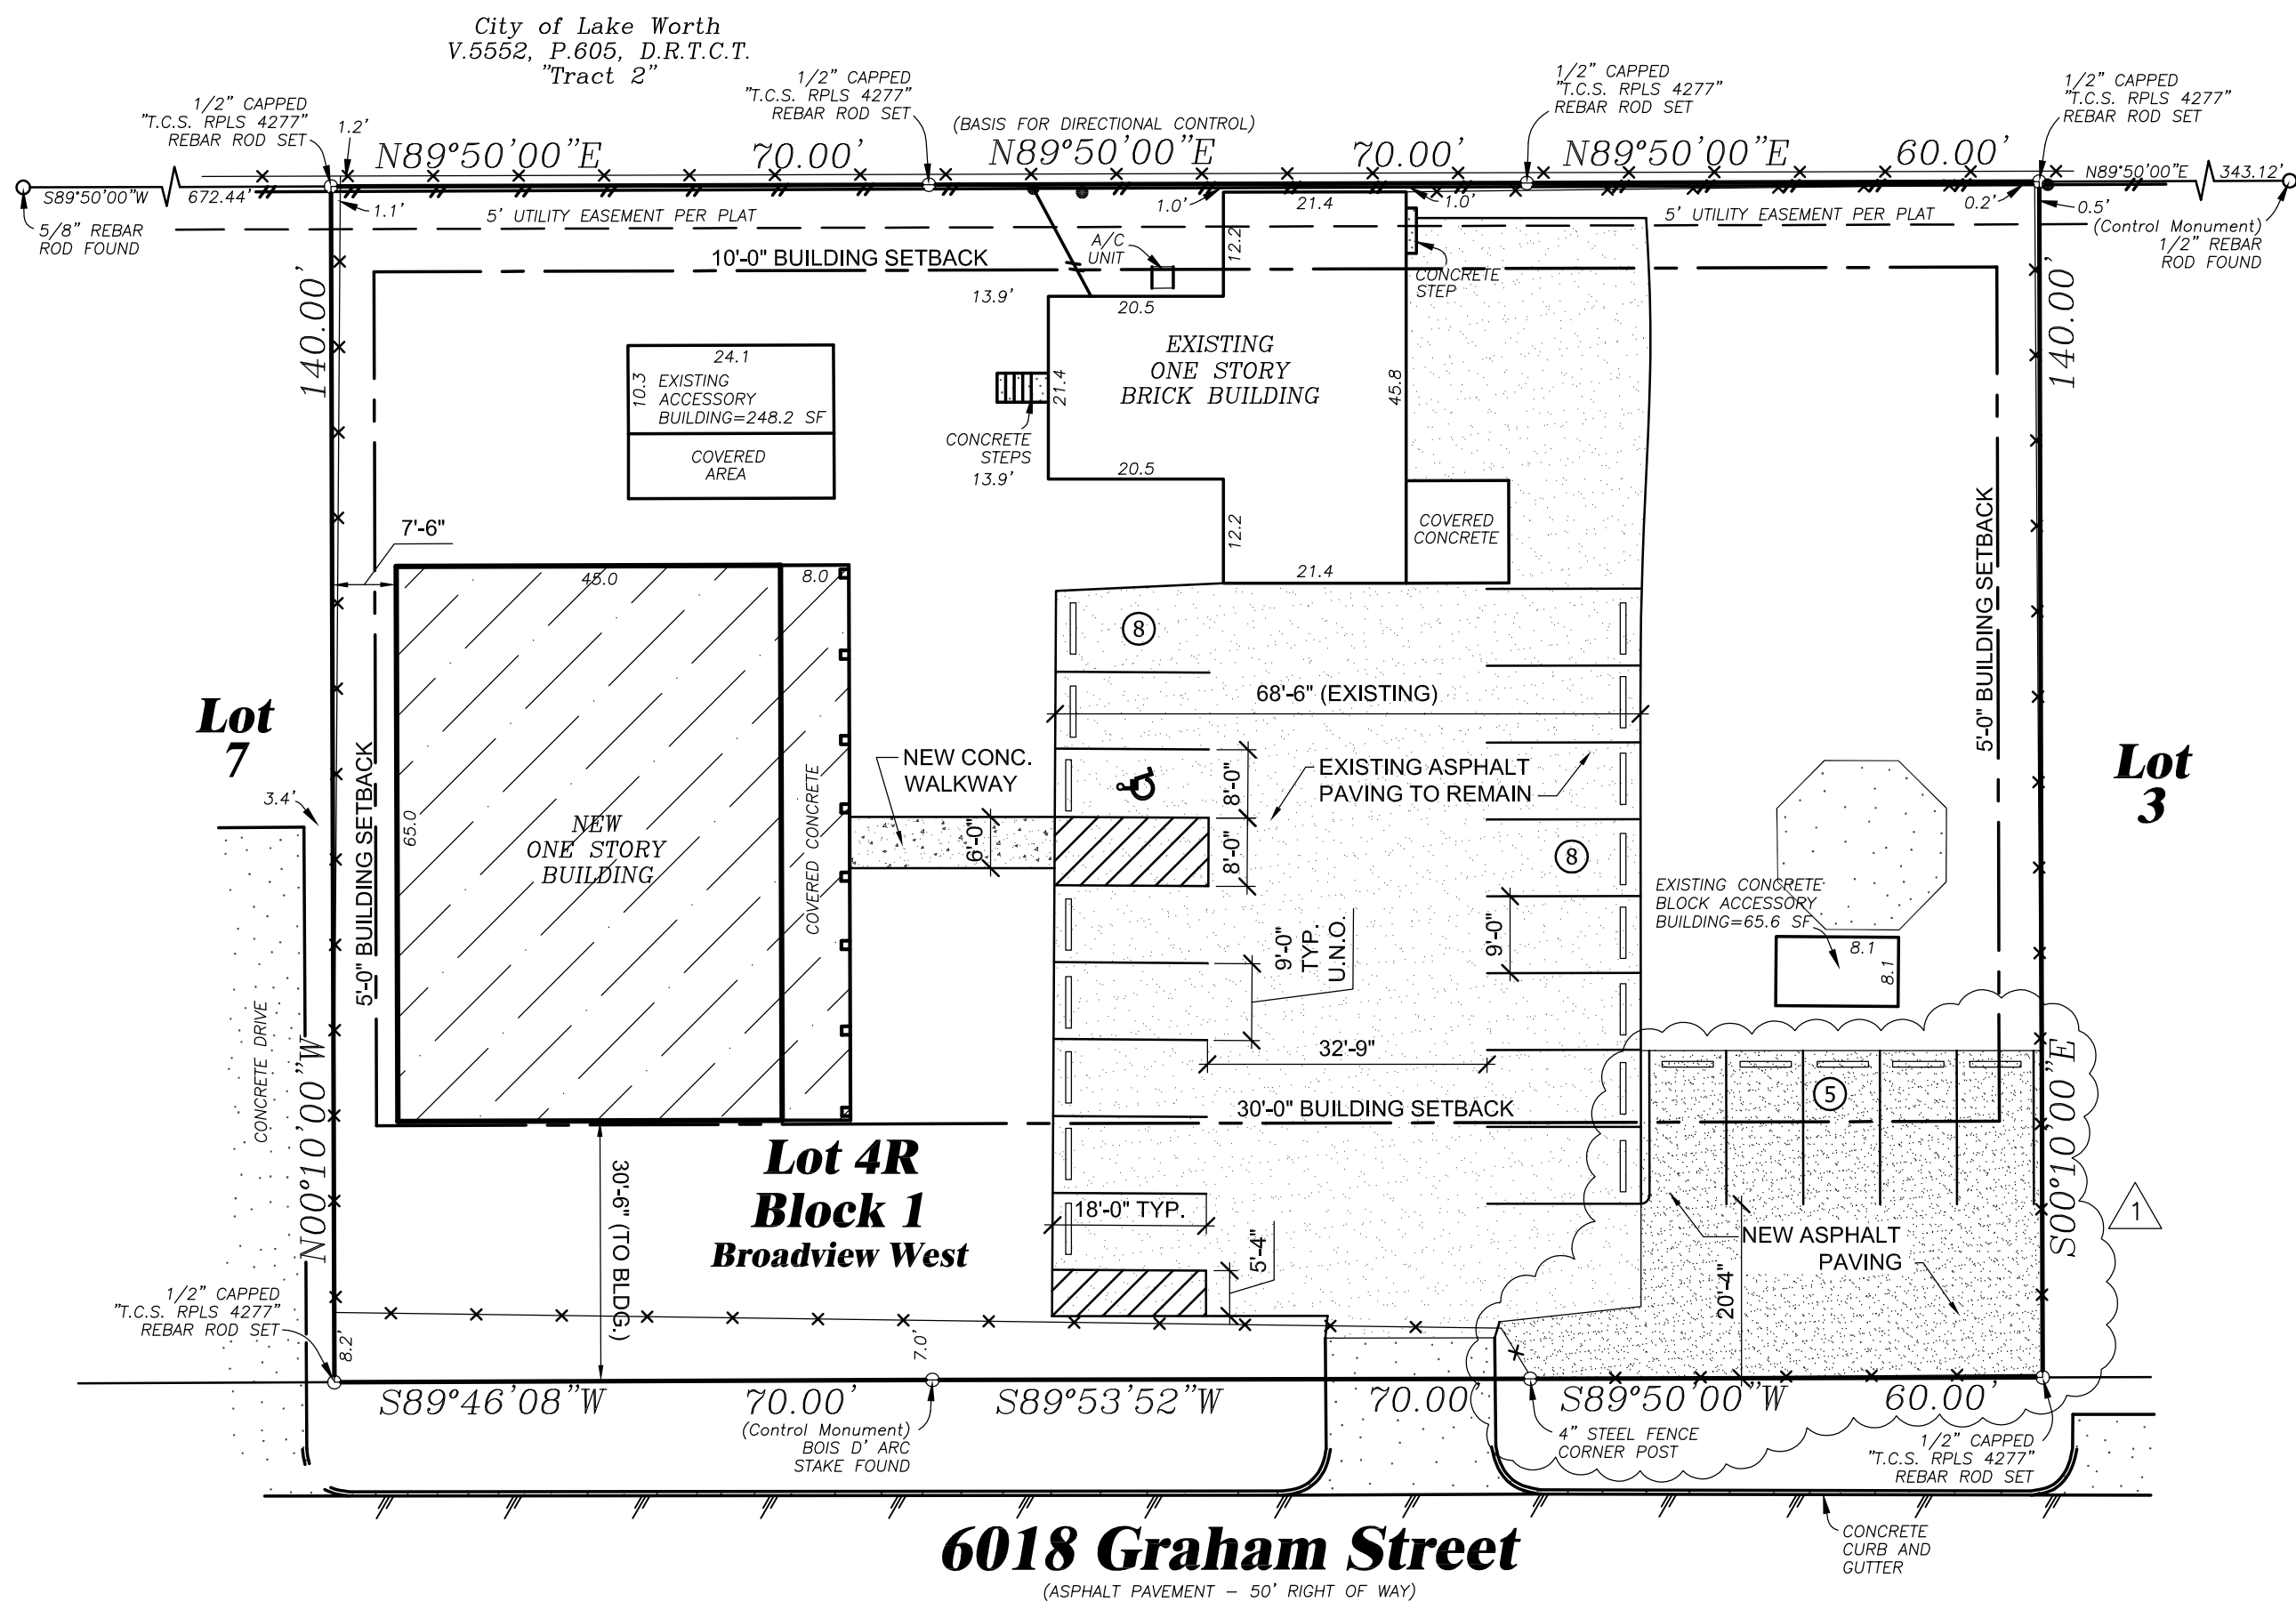 City of Lake Worth
V.5552, P.605, D.R.T.C.T.
"Tract 2"
1/2" CAPPED
"T.C.S. RPLS 4277"
REBAR ROD SET
1/2" CAPPED
"T.C.S. RPLS 4277"
REBAR ROD SET
1/2" CAPPED
"T.C.S. RPLS 4277"
REBAR ROD SET
1/2" CAPPED
"T.C.S. RPLS 4277"
REBAR ROD SET
1.2'
(BASIS FOR DIRECTIONAL CONTROL)
N89°50'00"E 70.00' N89°50'00"E 70.00' N89°50'00"E 60.00'
S89°50'00"W 672.44'
N89°50'00"E 343.12'
5/8" REBAR
ROD FOUND
1.1'
5' UTILITY EASEMENT PER PLAT
1.0'
21.4
1.0'
5' UTILITY EASEMENT PER PLAT
0.2'
0.5'
(Control Monument)
1/2" REBAR
ROD FOUND
10'-0" BUILDING SETBACK
A/C
UNIT
12.2
CONCRETE
STEP
140.00'
140.00'
13.9'
20.5
24.1
10.3
EXISTING
ACCESSORY
BUILDING=248.2 SF
COVERED
AREA
EXISTING
ONE STORY
BRICK BUILDING
21.4
45.8
CONCRETE
STEPS
13.9'
20.5
12.2
COVERED
CONCRETE
21.4
7'-6"
45.0
8.0
5'-0" BUILDING SETBACK
8
68'-6" (EXISTING)
Lot
7
Lot
3
3.4'
NEW CONC.
WALKWAY
EXISTING ASPHALT
PAVING TO REMAIN
8'-0"
8'-0"
6'-0"
65.0
NEW
ONE STORY
BUILDING
COVERED CONCRETE
5'-0" BUILDING SETBACK
8
EXISTING CONCRETE
BLOCK ACCESSORY
BUILDING=65.6 SF
8.1
8.1
9'-0"
TYP.
U.N.O.
9'-0"
32'-9"
CONCRETE DRIVE
N00°10'00"W
S00°10'00"E
30'-0" BUILDING SETBACK
5
Lot 4R
Block 1
Broadview West
30'-6" (TO BLDG.)
18'-0" TYP.
5'-4"
NEW ASPHALT
PAVING
20'-4"
1
1/2" CAPPED
"T.C.S. RPLS 4277"
REBAR ROD SET
8.2'
7.0'
S89°46'08"W 70.00' S89°53'52"W 70.00' S89°50'00"W 60.00'
(Control Monument)
BOIS D' ARC
STAKE FOUND
4" STEEL FENCE
CORNER POST
1/2" CAPPED
"T.C.S. RPLS 4277"
REBAR ROD SET
6018 Graham Street
(ASPHALT PAVEMENT – 50' RIGHT OF WAY)
CONCRETE
CURB AND
GUTTER